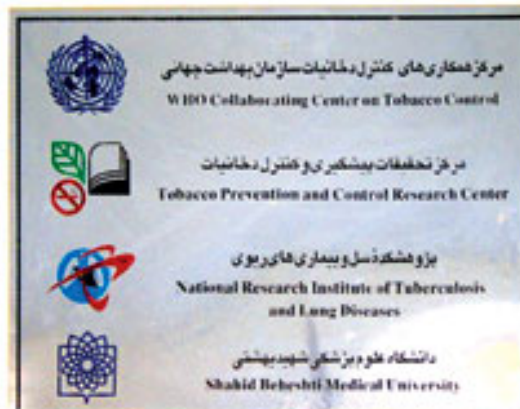 مرکز همکاری‌های کنترل دخانیات سازمان بهداشت جهانی
WHO Collaborating Center on Tobacco Control
مرکز تحقیقات پیشگیری و کنترل دخانیات
Tobacco Prevention and Control Research Center
پژوهشکدهٔ سل و بیماری‌های ریوی
National Research Institute of Tuberculosis
and Lung Diseases
دانشگاه علوم پزشکی شهید بهشتی
Shahid Beheshti Medical University